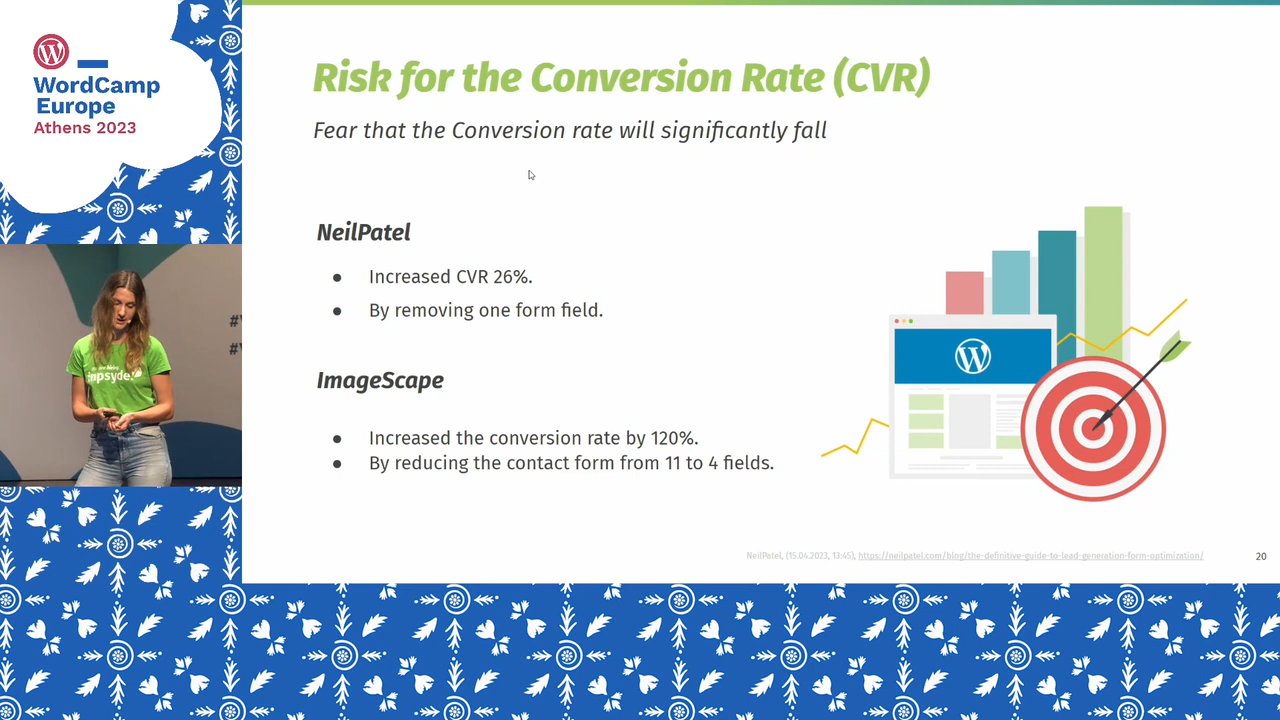 WordCamp
Europe
Athens 2023
Risk for the Conversion Rate (CVR)
Fear that the Conversion rate will significantly fall
NeilPatel
● Increased CVR 26%.
● By removing one form field.
ImageScape
● Increased the conversion rate by 120%.
● By reducing the contact form from 11 to 4 fields.
NeilPatel, (15.04.2023, 13:45), https://neilpatel.com/blog/the-definitive-guide-to-lead-generation-form-optimization/
20
inpsyde